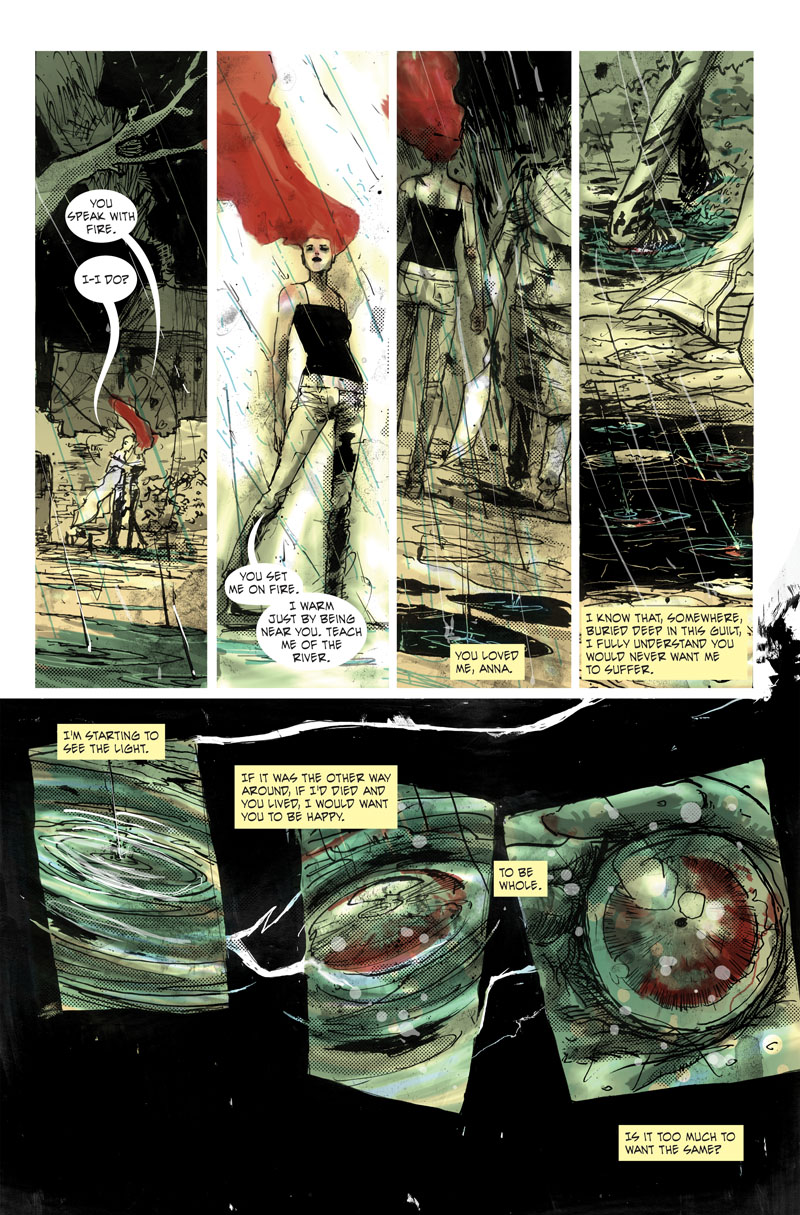 YOU
SPEAK WITH
FIRE.
I-I DO?
YOU SET
ME ON FIRE.
I WARM
JUST BY BEING
NEAR YOU. TEACH
ME OF THE
RIVER.
YOU LOVED
ME, ANNA.
I KNOW THAT, SOMEWHERE,
BURIED DEEP IN THIS GUILT,
I FULLY UNDERSTAND YOU
WOULD NEVER WANT ME
TO SUFFER.
I'M STARTING TO
SEE THE LIGHT.
IF IT WAS THE OTHER WAY
AROUND, IF I'D DIED AND
YOU LIVED, I WOULD WANT
YOU TO BE HAPPY.
TO BE
WHOLE.
IS IT TOO MUCH TO
WANT THE SAME?